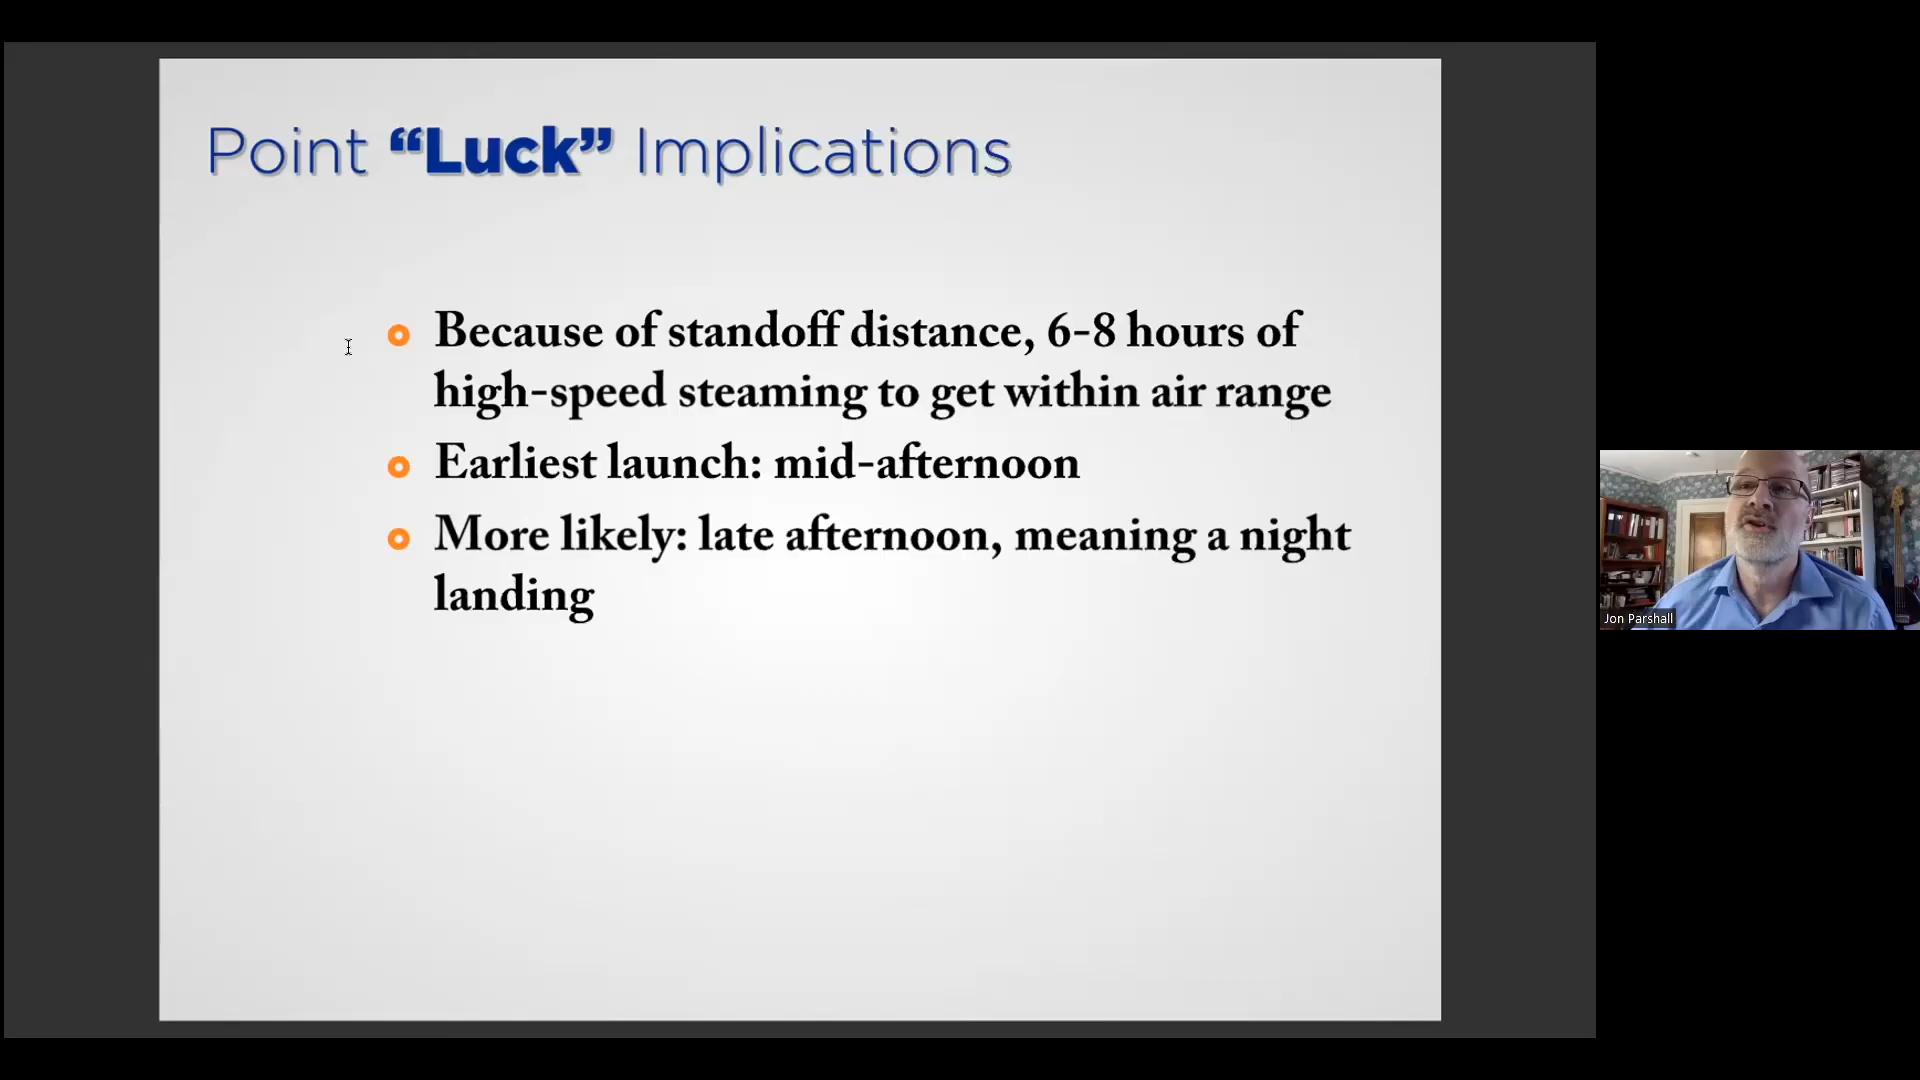 Point “Luck” Implications
Because of standoff distance, 6-8 hours of
high-speed steaming to get within air range
Earliest launch: mid-afternoon
More likely: late afternoon, meaning a night
landing
Jon Parshall